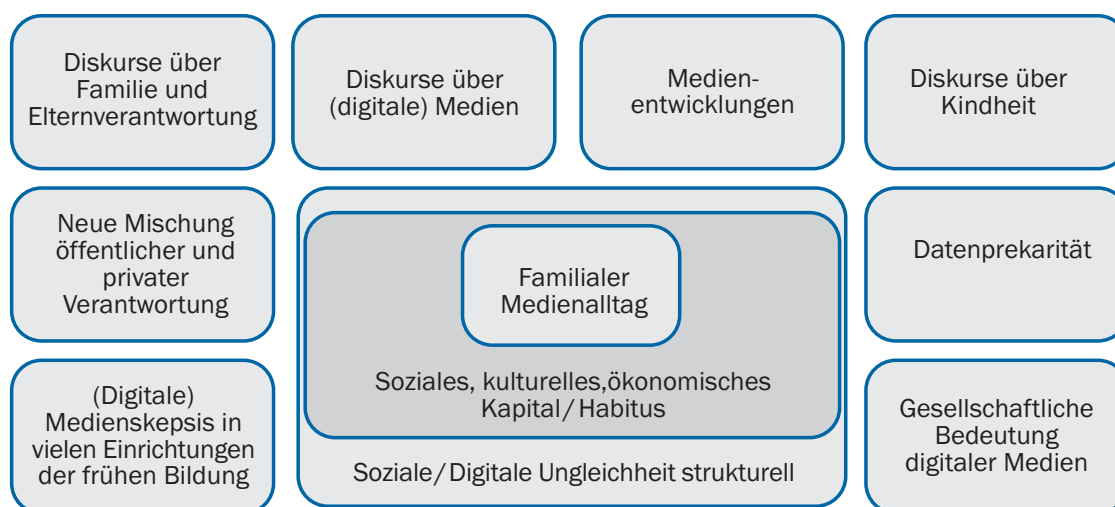 Diskurse über
Familie und
Elternverantwortung
Diskurse über
(digitale) Medien
Medien-
entwicklungen
Diskurse über
Kindheit
Neue Mischung
öffentlicher und
privater
Verantwortung
Familialer
Medienalltag
Soziales, kulturelles,ökonomisches
Kapital/Habitus
Soziale/Digitale Ungleichheit strukturell
Datenprekarität
(Digitale)
Medienskepsis in
vielen Einrichtungen
der frühen Bildung
Gesellschaftliche
Bedeutung
digitaler Medien